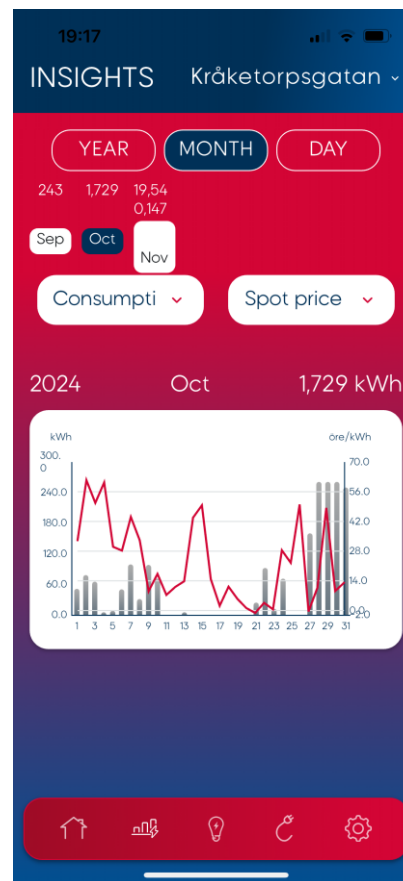 19:17
INSIGHTS Kråketorpsgatan
YEAR MONTH DAY
243 1,729 19,54
0,147
Sep Oct Nov
Consumpti Spot price
2024 Oct 1,729 kWh
kWh öre/kWh
300.
0 70.0
240.0 56.0
180.0 42.0
120.0 28.0
60.0 14.0
0.0 0.0
-2.0
1 3 5 7 9 11 13 15 17 19 21 23 25 27 29 31